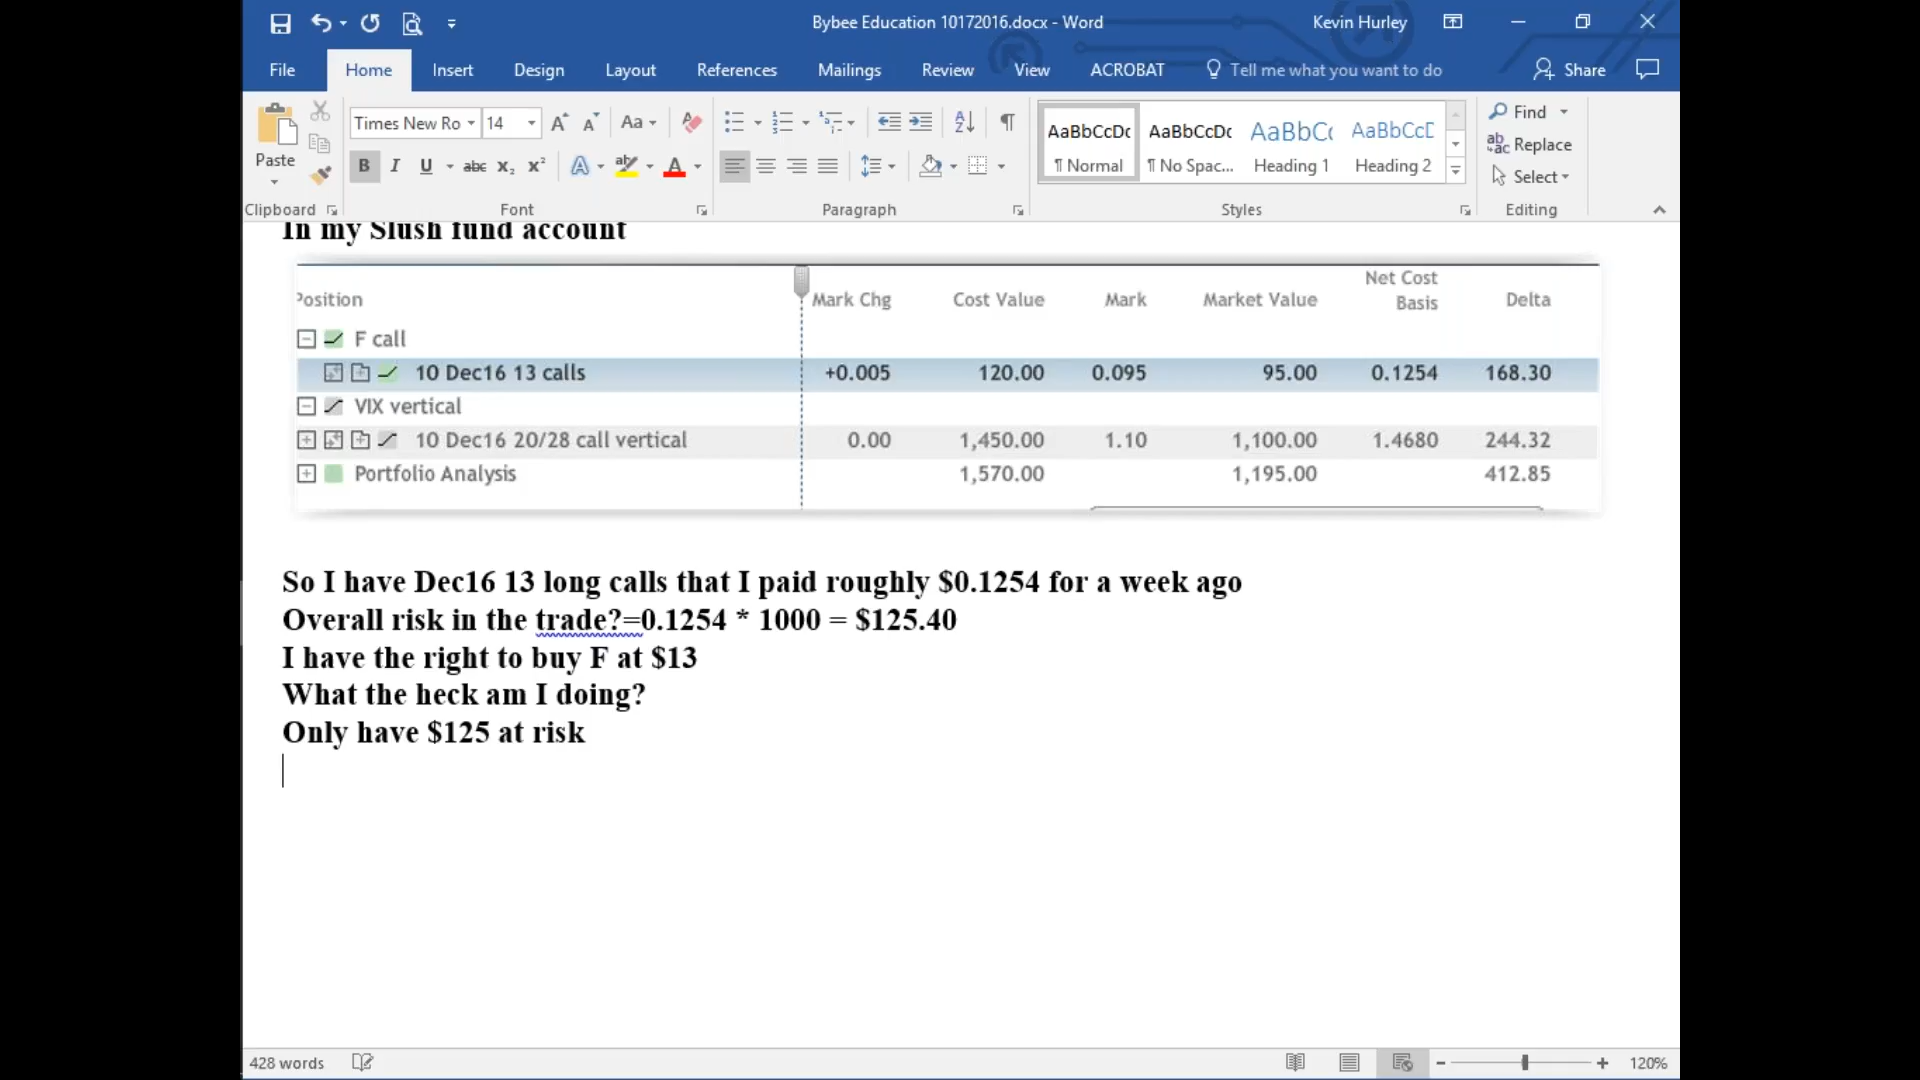 Bybee Education 10172016.docx - Word
Kevin Hurley
File Home Insert Design Layout References Mailings Review View ACROBAT Tell me what you want to do Share
Times New Ro 14 Aa
AaBbCcDc AaBbCcDc AaBbCc AaBbCcE
¶ Normal ¶ No Spac... Heading 1 Heading 2
Find
Replace
Select
Paste
B I U abc x₂ x² A A
Clipboard Font Paragraph Styles Editing
In my Slush fund account
Position Mark Chg Cost Value Mark Market Value Net Cost Basis Delta
F call
10 Dec16 13 calls +0.005 120.00 0.095 95.00 0.1254 168.30
VIX vertical
10 Dec16 20/28 call vertical 0.00 1,450.00 1.10 1,100.00 1.4680 244.32
Portfolio Analysis 1,570.00 1,195.00 412.85
So I have Dec16 13 long calls that I paid roughly $0.1254 for a week ago
Overall risk in the trade?=0.1254 * 1000 = $125.40
I have the right to buy F at $13
What the heck am I doing?
Only have $125 at risk
428 words
120%